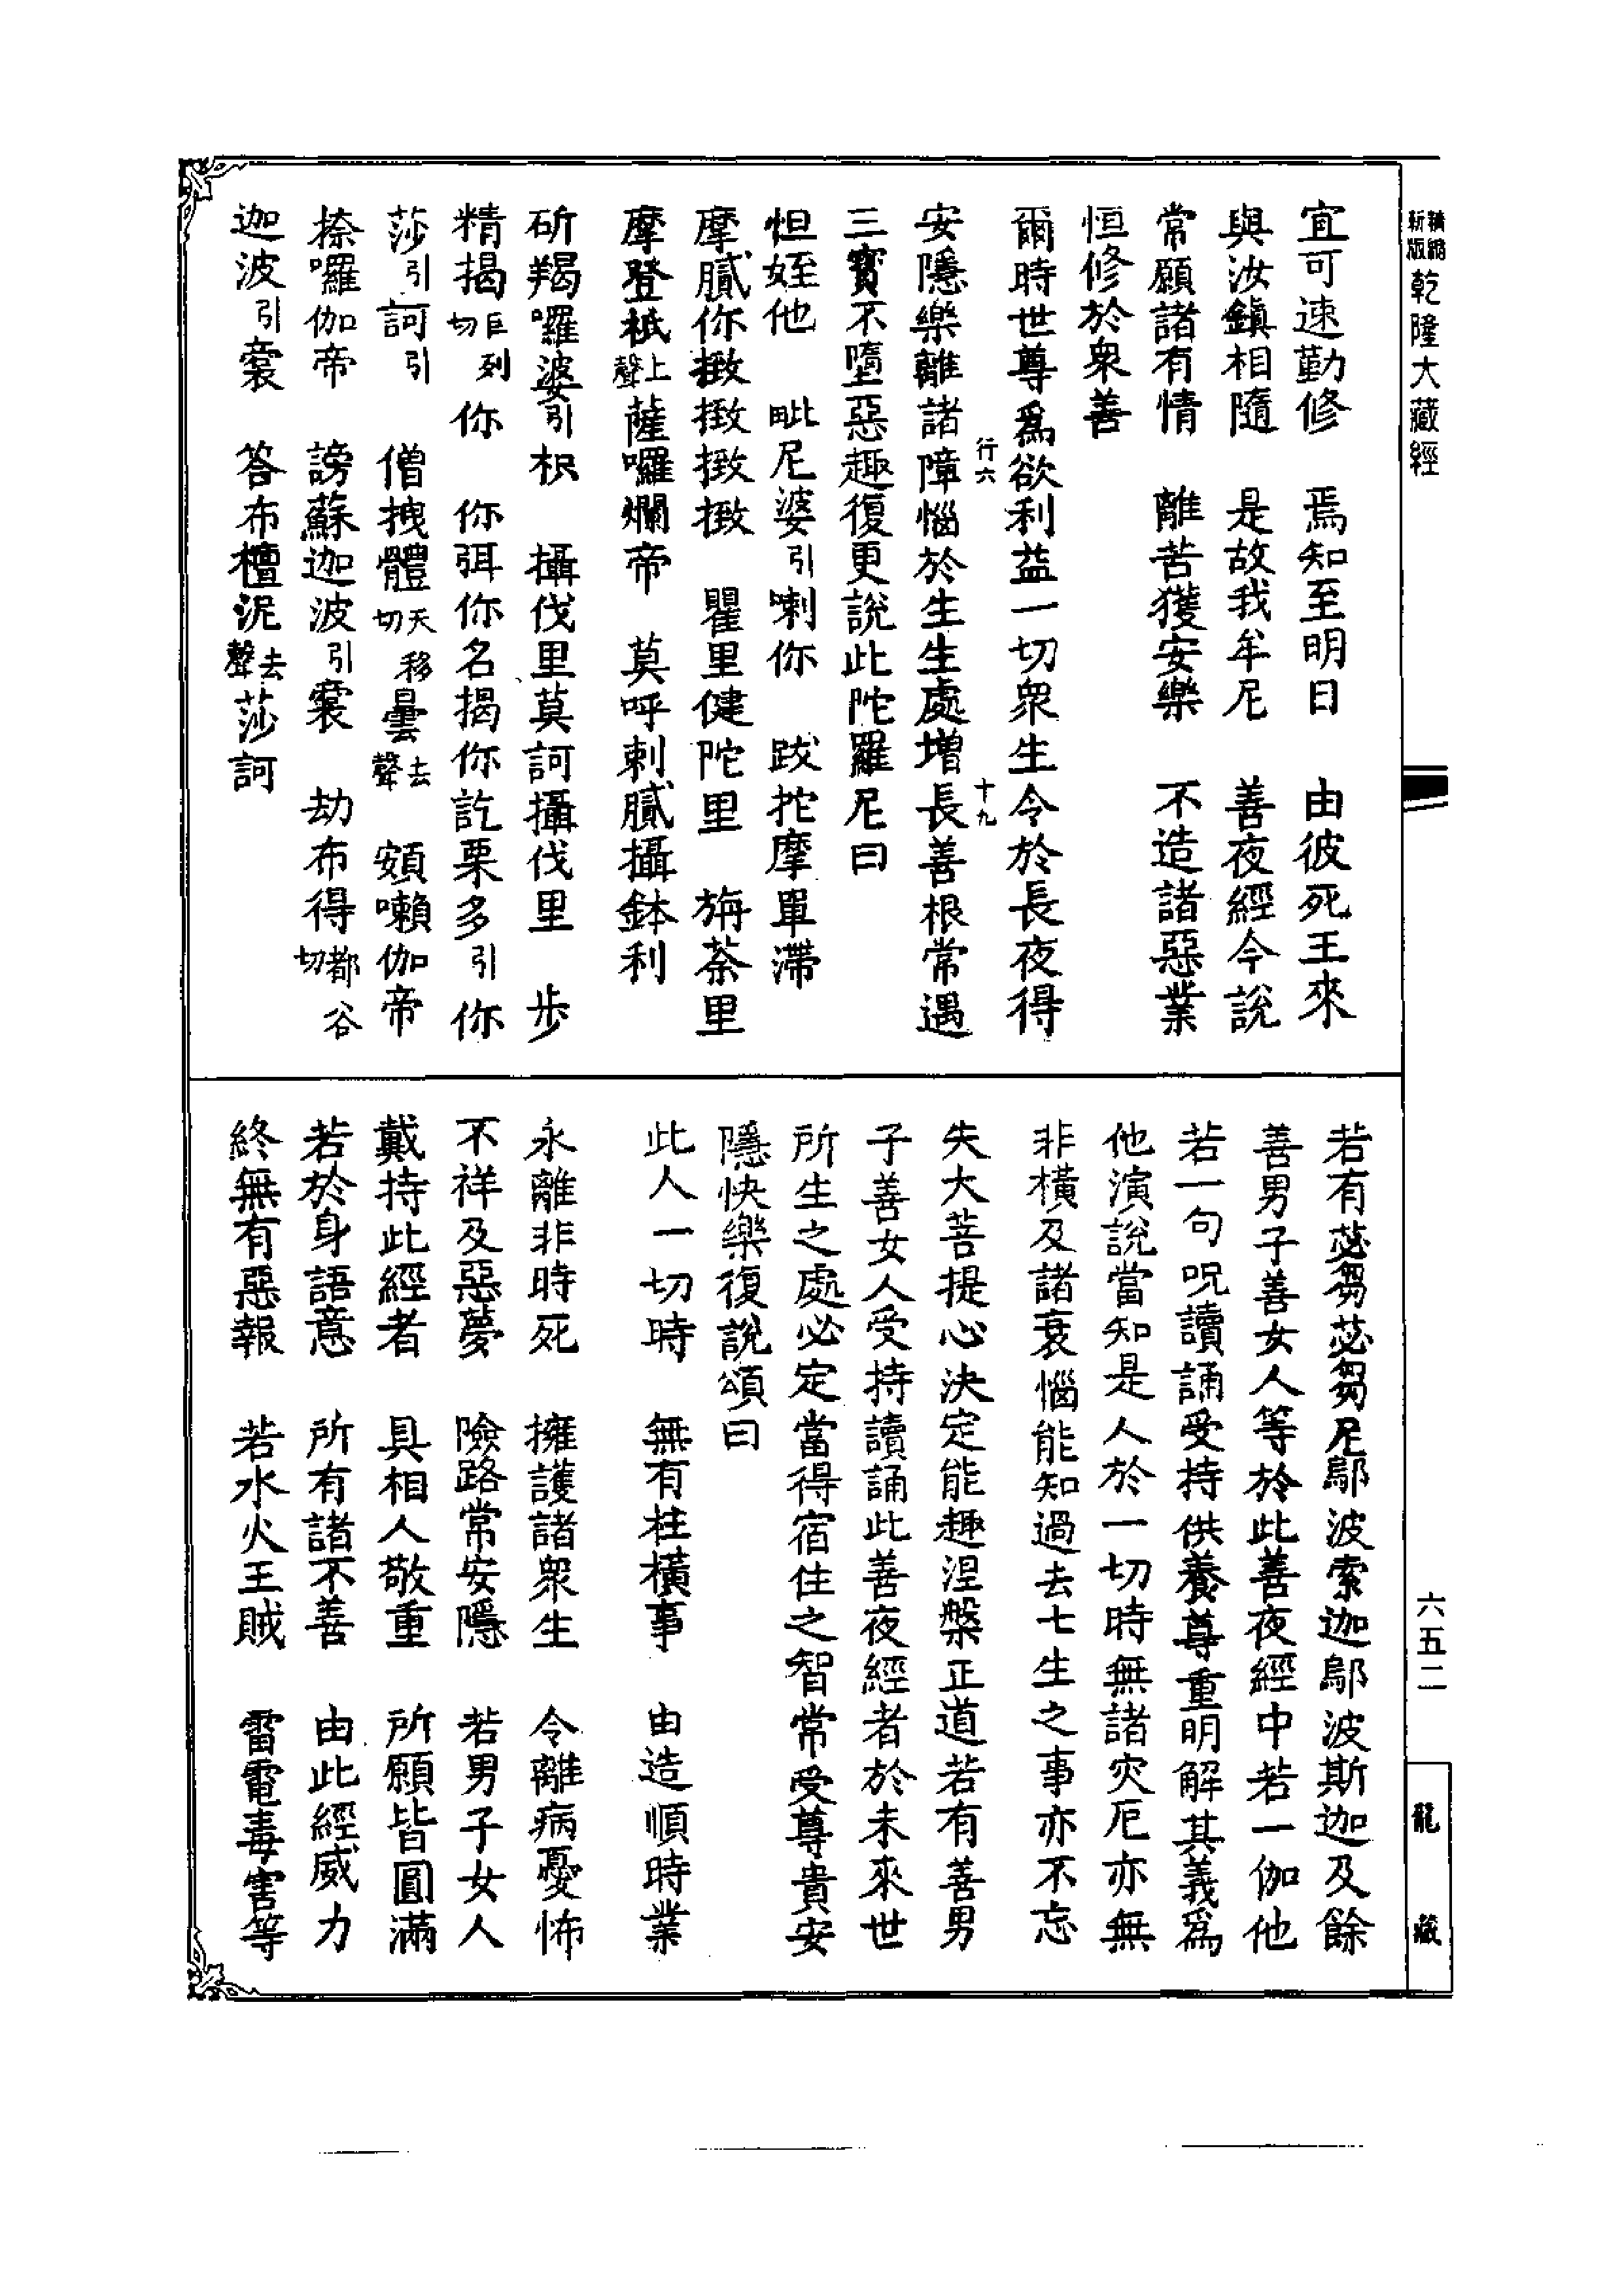 精縮新版 乾隆大藏經
六五二
龍藏
宜可速勤修 焉知至明日 由彼死王來
與汝鎮相隨 是故我牟尼 善夜經今說
常願諸有情 離苦獲安樂 不造諸惡業
恒修於衆善
爾時世尊爲欲利益一切衆生令於長夜得
行六 十九
安隱樂離諸障惱於生生處增長善根常遇
三寶不墮惡趣復更說此陀羅尼曰
怛姪他 毗尼婆引喇你 跋拕摩單滯
摩膩你緻緻緻緻 瞿里健陀里 旃荼里
摩登祇上聲薩囉爛帝 莫呼剌膩攝鉢利
斫羯囉婆引枳 攝伐里莫訶攝伐里 步
精揭巨列切你 你弭你名揭你訖栗多引你
莎引訶引 僧拽體天移切曇去聲 頞喇伽帝
捺囉伽帝 謗蘇迦波引裳 劫布得都谷切
迦波引裳 答布檀泥去聲莎訶
若有苾芻苾芻尼鄔波索迦鄔波斯迦及餘
善男子善女人等於此善夜經中若一伽他
若一句呪讀誦受持供養尊重明解其義爲
他演說當知是人於一切時無諸灾厄亦無
非橫及諸衰惱能知過去七生之事亦不忘
失大菩提心決定能趣涅槃正道若有善男
子善女人受持讀誦此善夜經者於未來世
所生之處必定當得宿住之智常受尊貴安
隱快樂復說頌曰
此人一切時 無有枉橫事 由造順時業
永離非時死 擁護諸衆生 令離病憂怖
不祥及惡夢 險路常安隱 若男子女人
戴持此經者 具相人敬重 所願皆圓滿
若於身語意 所有諸不善 由此經威力
終無有惡報 若水火王賊 雷電毒害等